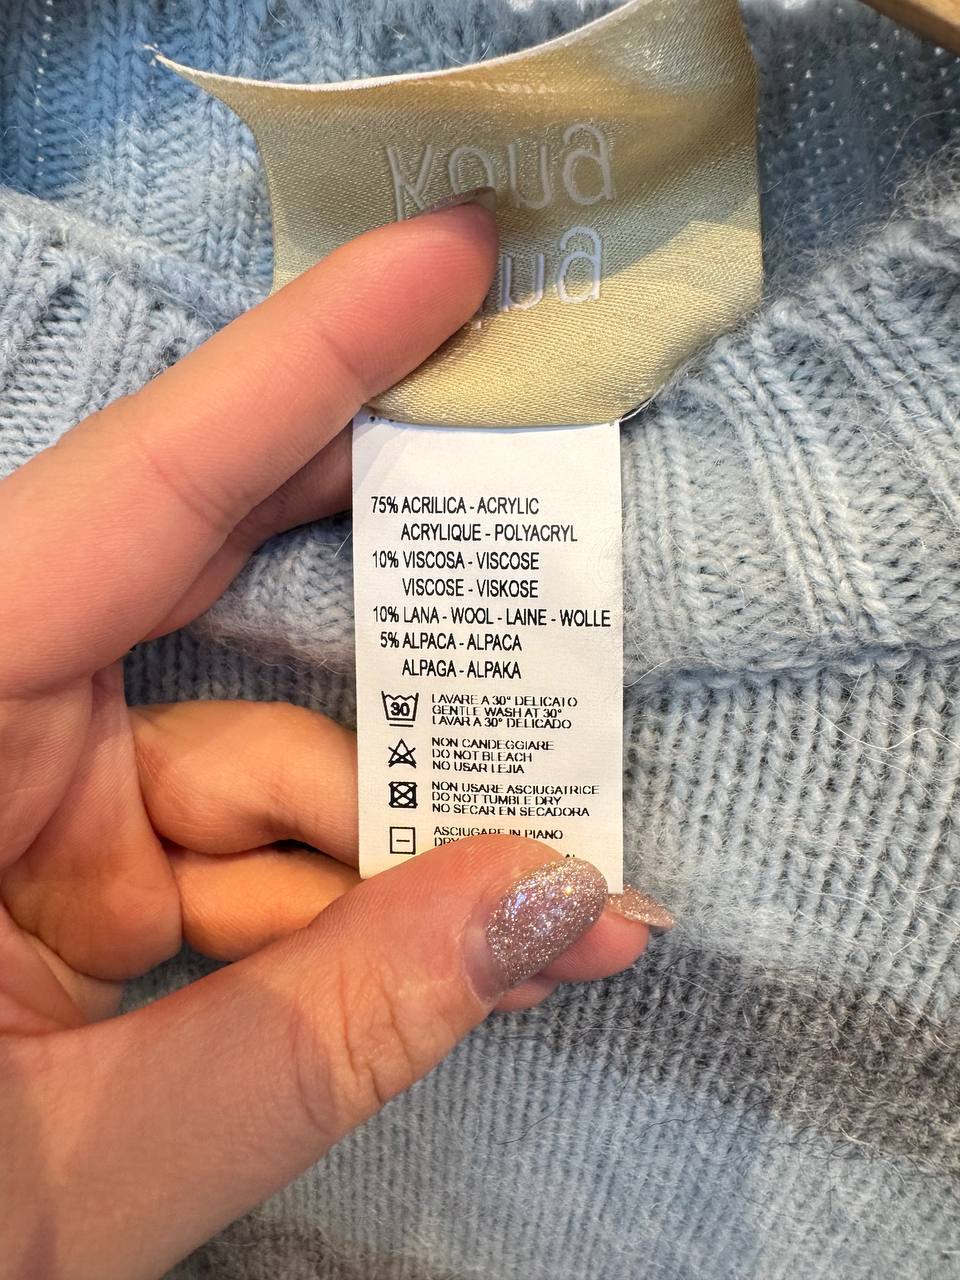 75% ACRILICA - ACRYLIC
ACRYLIQUE - POLYACRYL
10% VISCOSA - VISCOSE
VISCOSE - VISKOSE
10% LANA - WOOL - LAINE - WOLLE
5% ALPACA - ALPACA
ALPAGA - ALPAKA
30
LAVARE A 30° DELICATO
GENTLE WASH AT 30°
LAVAR A 30° DELICADO
NON CANDEGGIARE
DO NOT BLEACH
NO USAR LEJIA
NON USARE ASCIUGATRICE
DO NOT TUMBLE DRY
NO SECAR EN SECADORA
ASCIUGARE IN PIANO
DRY